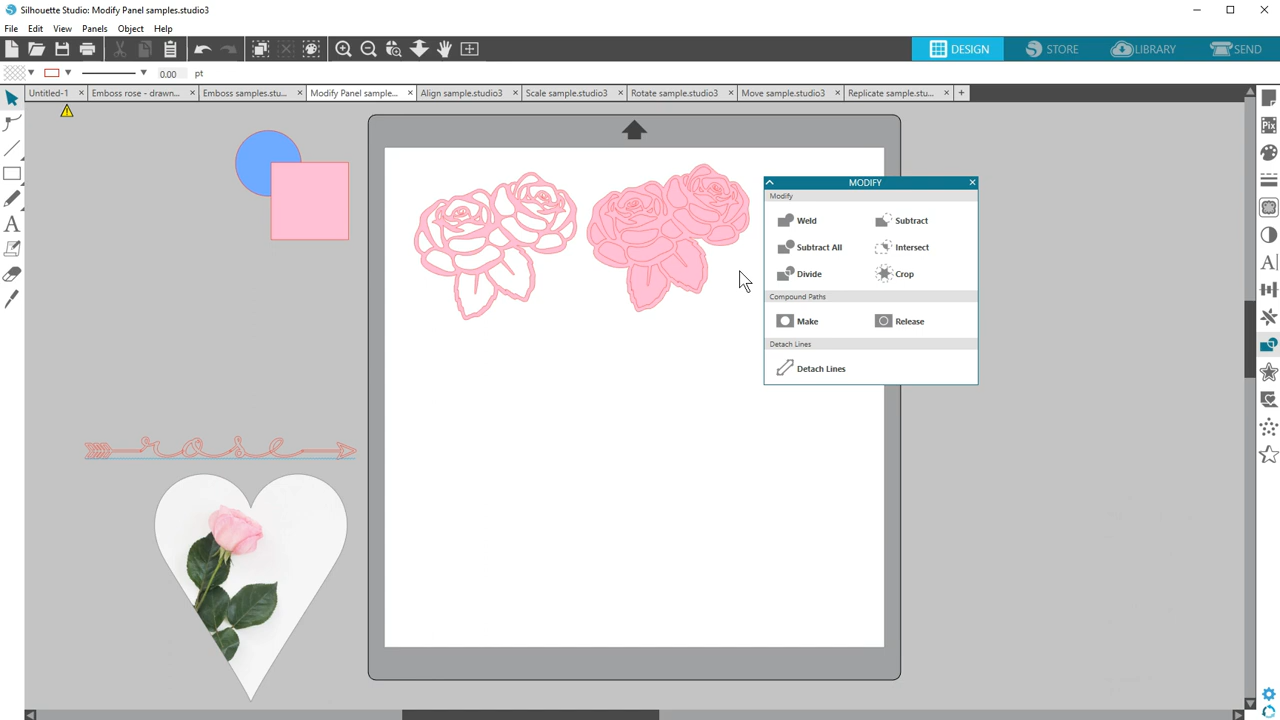 Silhouette Studio: Modify Panel samples.studio3
File Edit View Panels Object Help
DESIGN STORE LIBRARY SEND
0.00 pt
Untitled-1 Emboss rose - drawn... Emboss samples.stu... Modify Panel sample... Align sample.studio3 Scale sample.studio3 Rotate sample.studio3 Move sample.studio3 Replicate sample.stu...
MODIFY
Modify
Weld Subtract
Subtract All Intersect
Divide Crop
Compound Paths
Make Release
Detach Lines
Detach Lines
rose